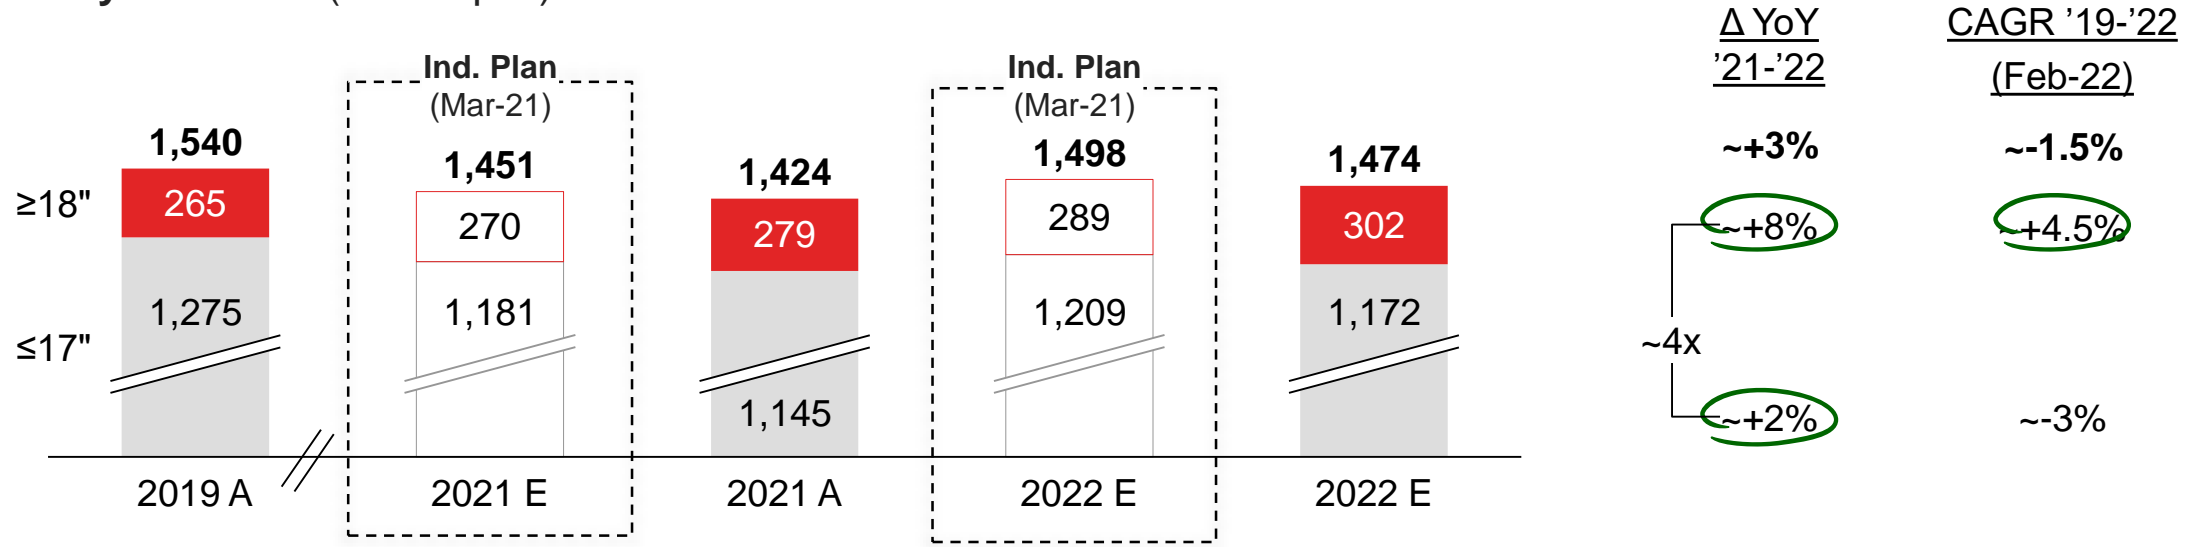 Δ YoY
’21-’22
CAGR ’19-’22
(Feb-22)
Ind. Plan
(Mar-21)
Ind. Plan
(Mar-21)
1,540
1,451
1,424
1,498
1,474
~+3%
~-1.5%
≥18"
265
270
279
289
302
~+8%
~+4.5%
1,275
1,181
1,209
1,172
≤17"
~4x
1,145
~+2%
~-3%
2019 A
2021 E
2021 A
2022 E
2022 E